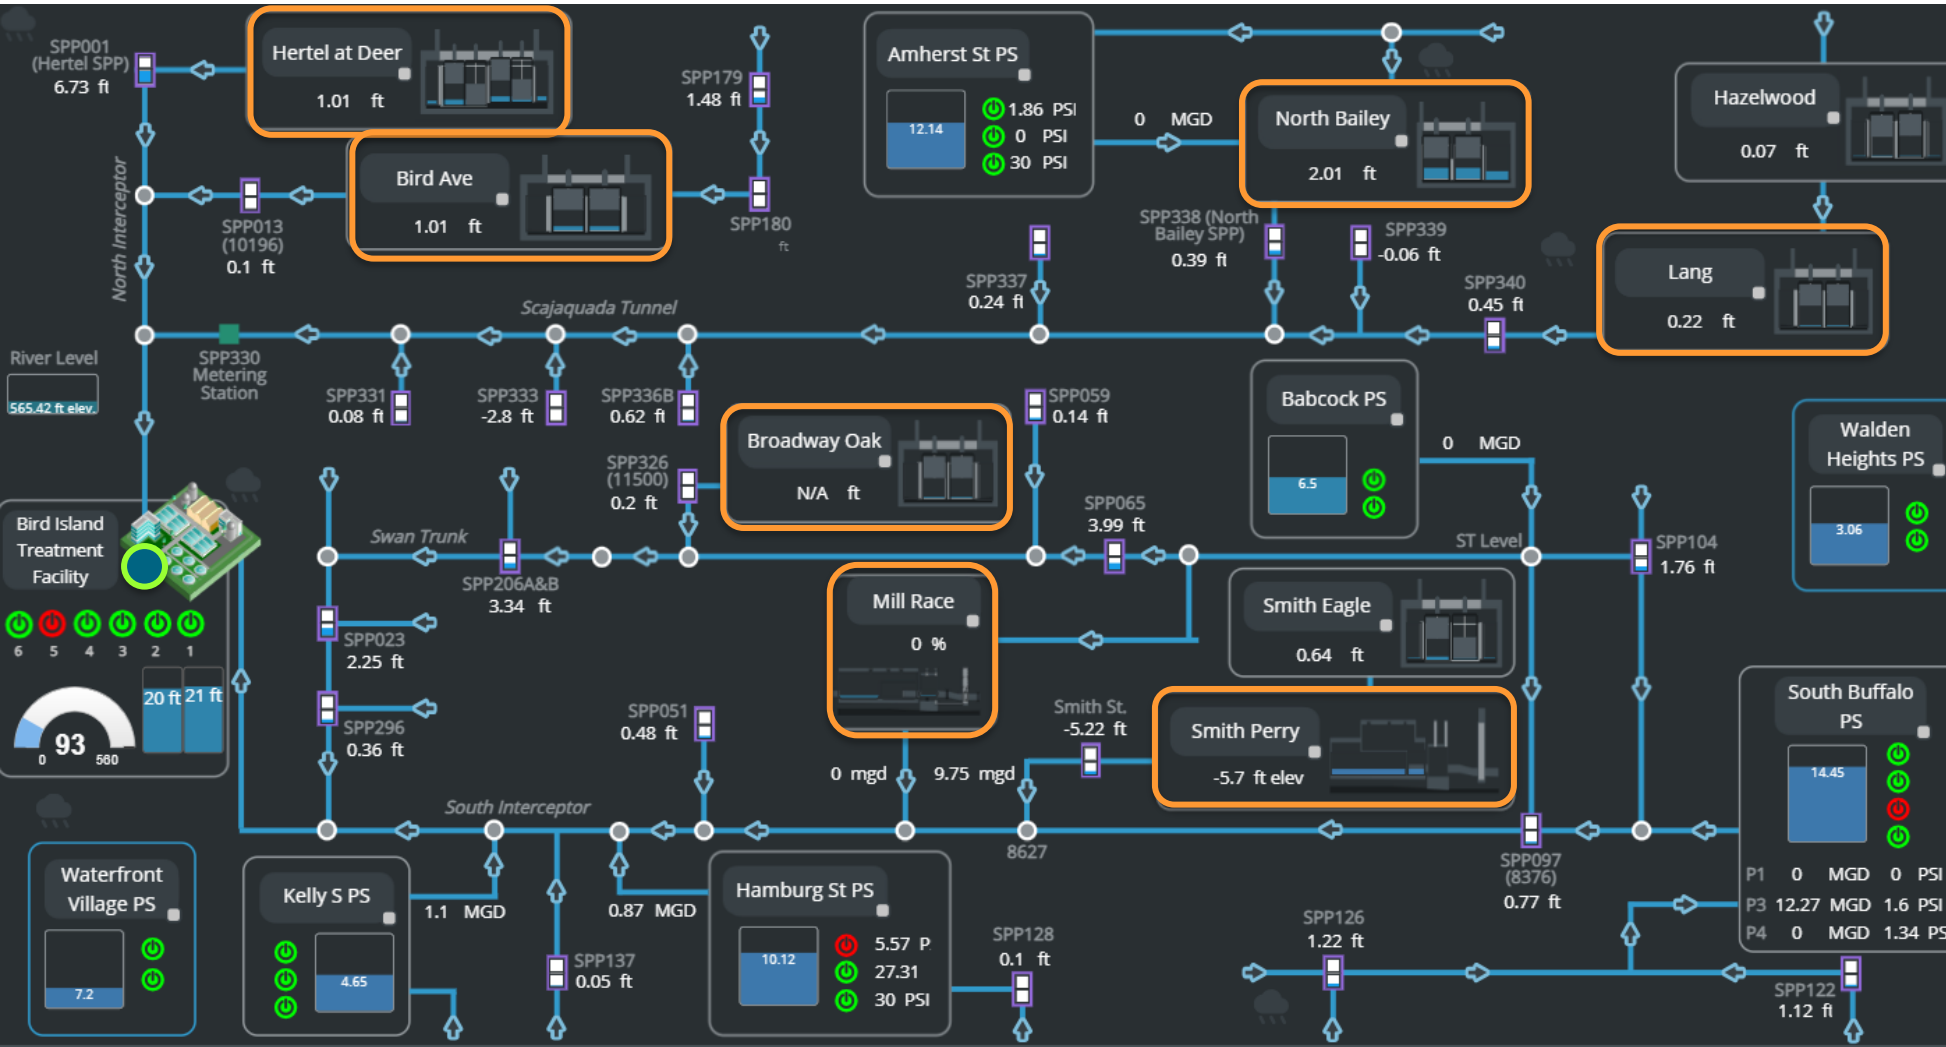 SPP001
(Hertel SPP)
6.73 ft
Hertel at Deer
1.01 ft
SPP179
1.48 ft
Amherst St PS
12.14
1.86 PSI
0 PSI
30 PSI
0 MGD
North Bailey
2.01 ft
Hazelwood
0.07 ft
North Interceptor
SPP013
(10196)
0.1 ft
Bird Ave
1.01 ft
SPP180
ft
SPP337
0.24 ft
SPP338 (North
Bailey SPP)
0.39 ft
SPP339
-0.06 ft
SPP340
0.45 ft
Lang
0.22 ft
Scajaquada Tunnel
River Level
565.42 ft elev.
SPP330
Metering
Station
SPP331
0.08 ft
SPP333
-2.8 ft
SPP336B
0.62 ft
SPP059
0.14 ft
Babcock PS
6.5
0 MGD
Walden
Heights PS
3.06
Broadway Oak
N/A ft
SPP326
(11500)
0.2 ft
SPP065
3.99 ft
ST Level
SPP104
1.76 ft
Swan Trunk
SPP206A&B
3.34 ft
Bird Island
Treatment
Facility
6 5 4 3 2 1
20 ft 21 ft
93
0 560
SPP023
2.25 ft
SPP296
0.36 ft
Mill Race
0 %
Smith Eagle
0.64 ft
SPP051
0.48 ft
Smith St.
-5.22 ft
Smith Perry
-5.7 ft elev
0 mgd 9.75 mgd
South Buffalo
PS
14.45
P1 0 MGD 0 PSI
P3 12.27 MGD 1.6 PSI
P4 0 MGD 1.34 PS
South Interceptor
8627
SPP097
(8376)
0.77 ft
Waterfront
Village PS
7.2
Kelly S PS
4.65
1.1 MGD
0.87 MGD
Hamburg St PS
10.12
5.57 P
27.31
30 PSI
SPP137
0.05 ft
SPP128
0.1 ft
SPP126
1.22 ft
SPP122
1.12 ft